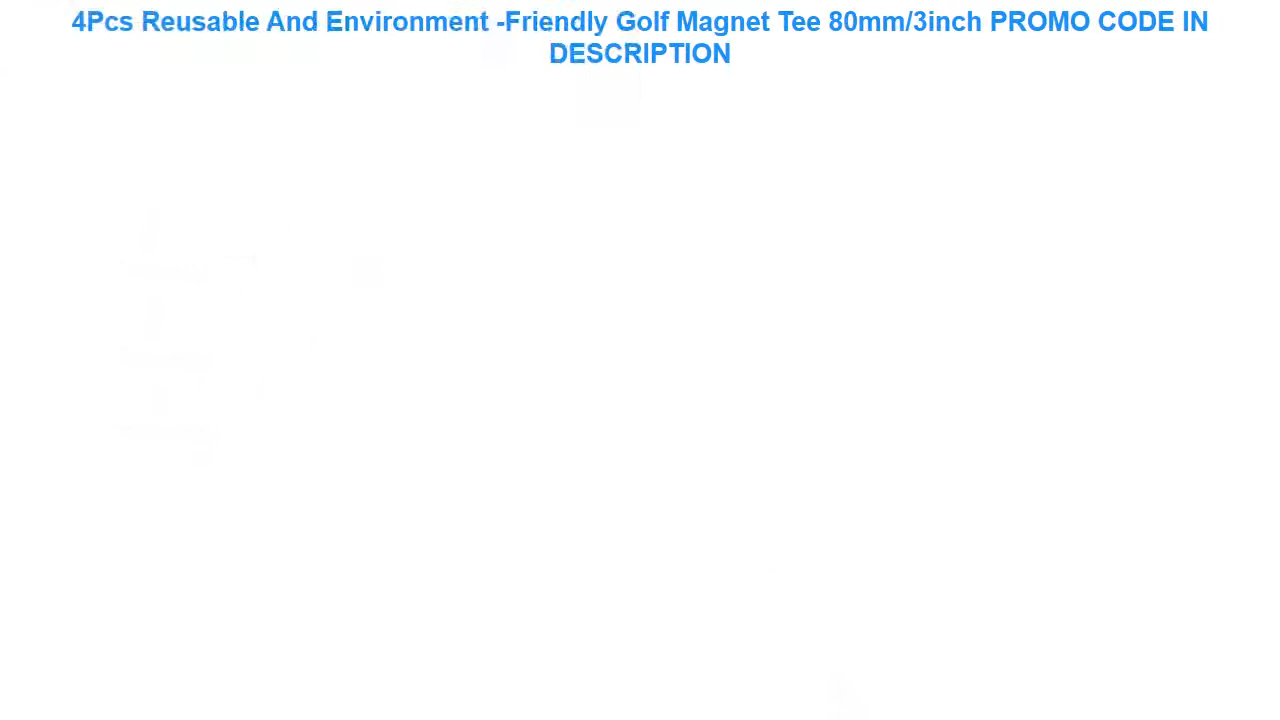 4Pcs Reusable And Environment -Friendly Golf Magnet Tee 80mm/3inch PROMO CODE IN
DESCRIPTION